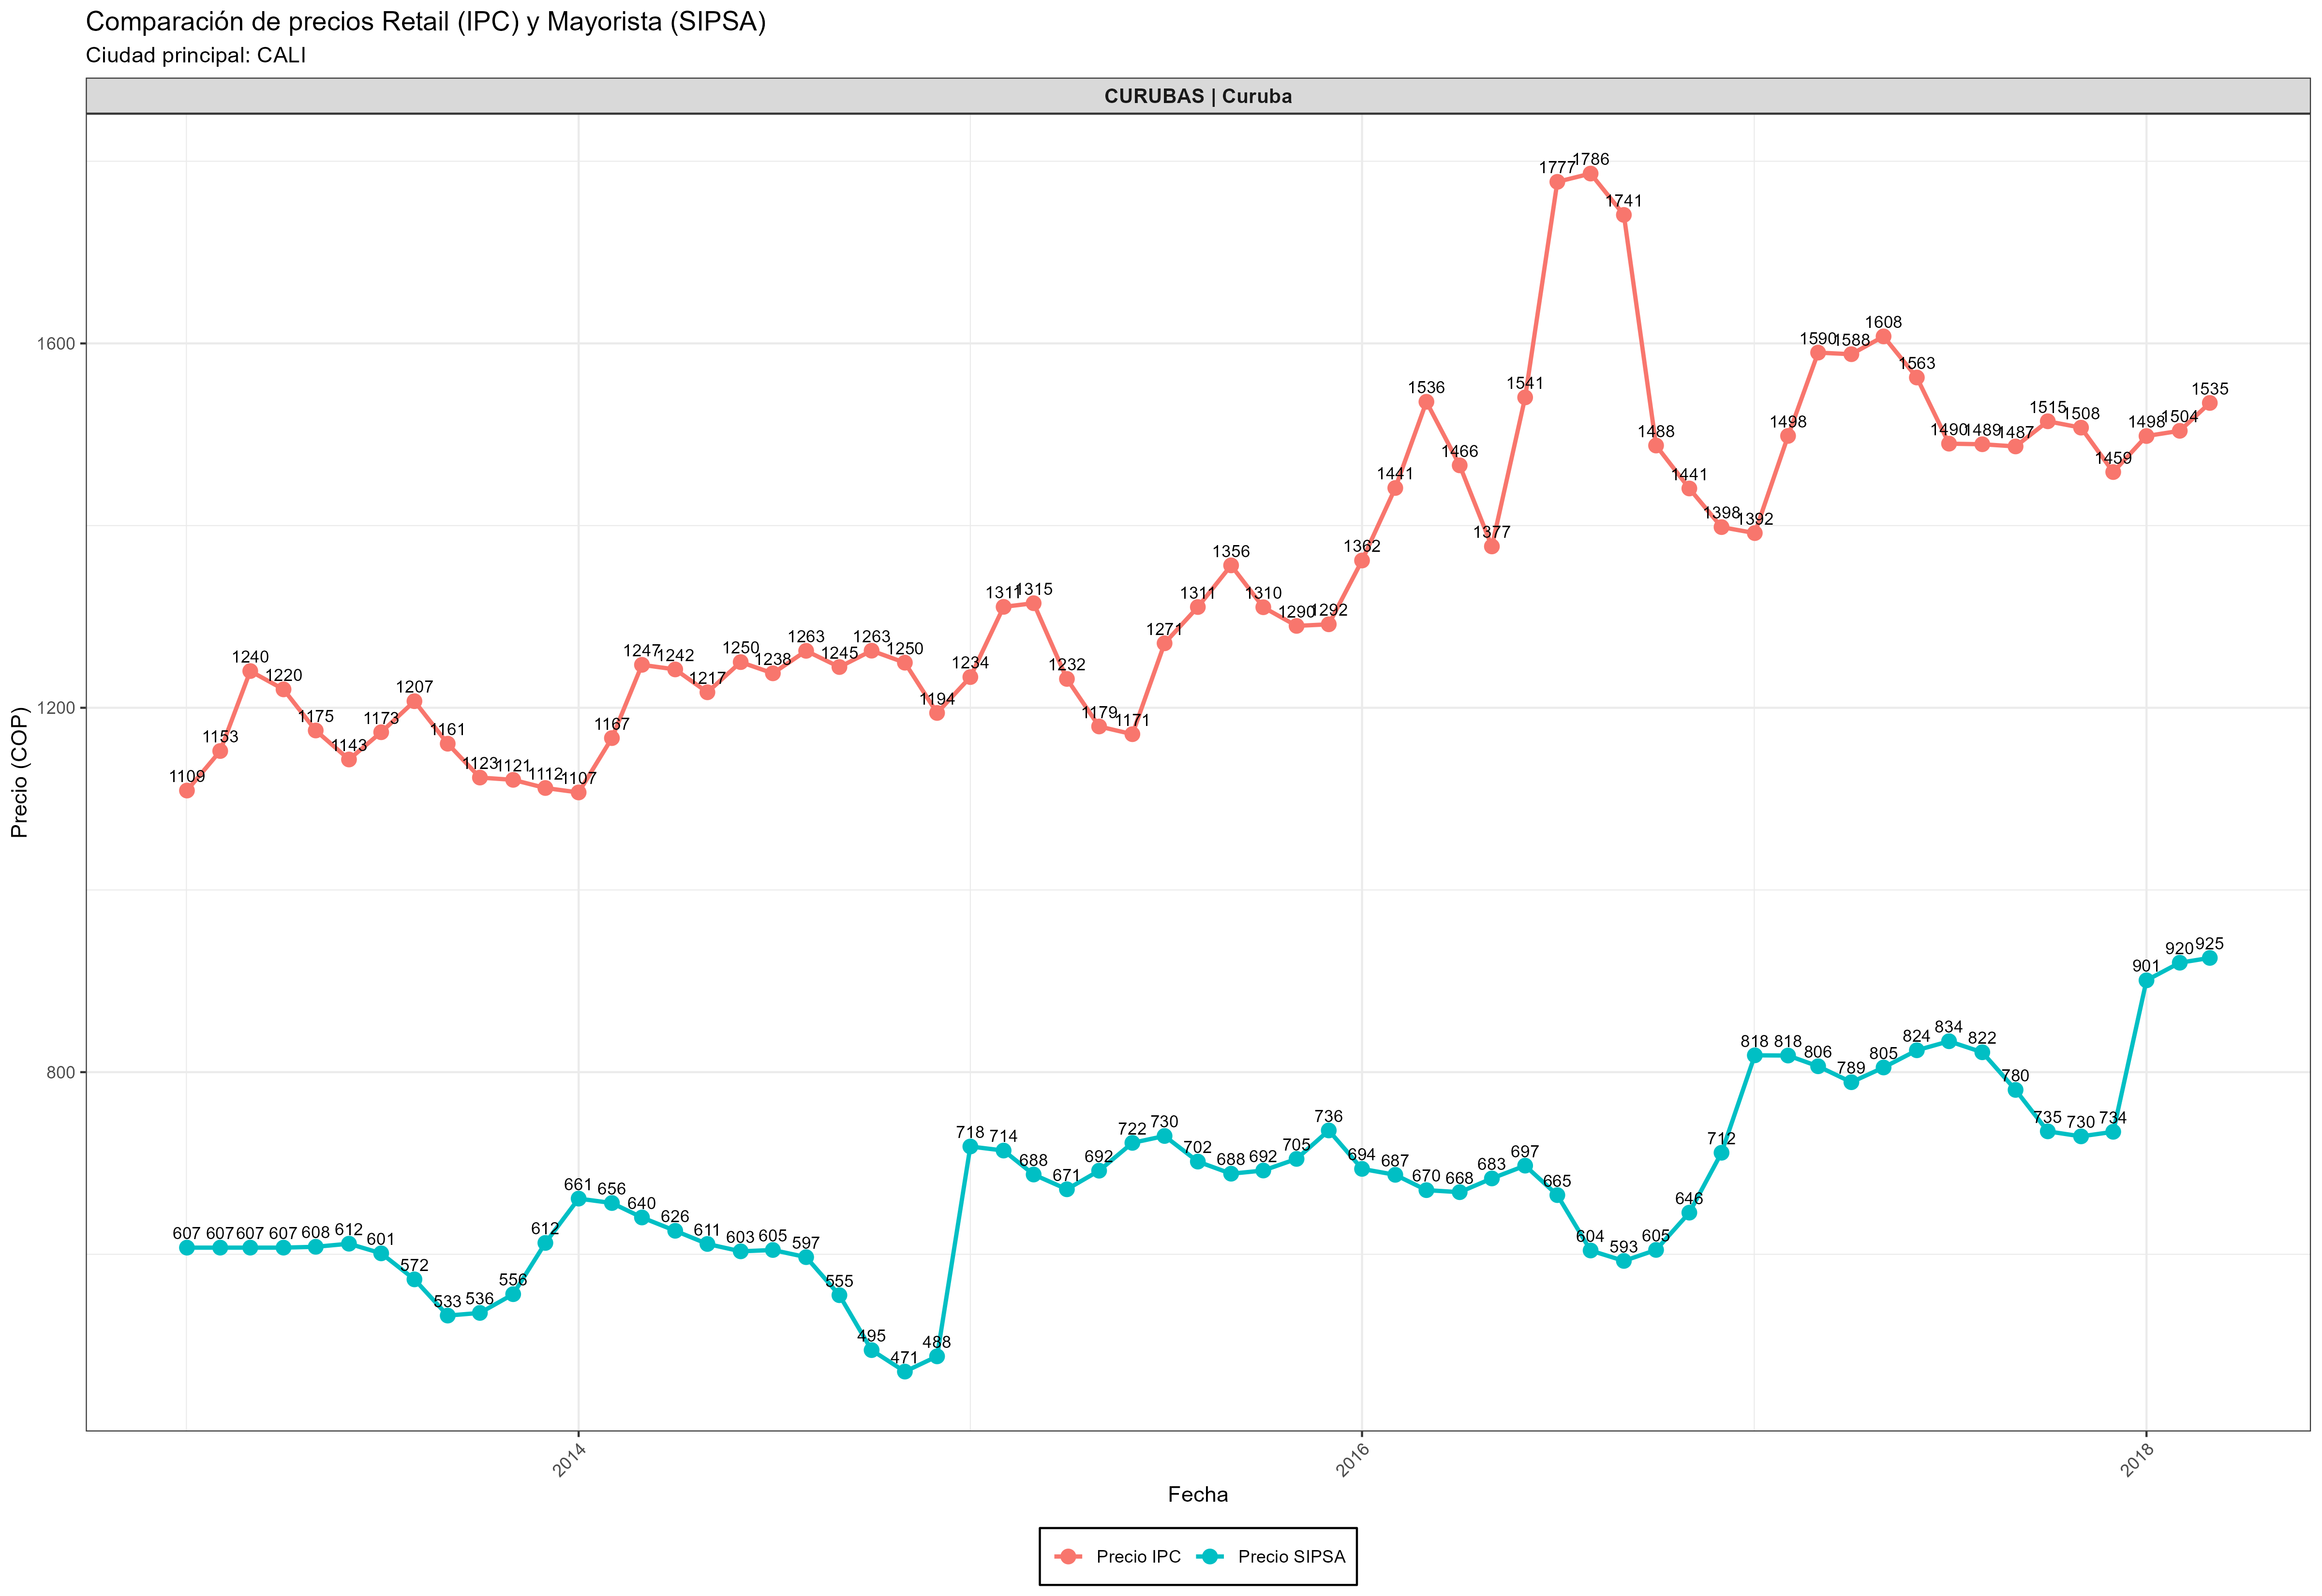 Comparación de precios Retail (IPC) y Mayorista (SIPSA)
Ciudad principal: CALI
CURUBAS | Curuba
Precio (COP)
1600
1200
800
1109 1153 1240 1220 1175 1143 1173 1207 1161 1123 1121 1112 1107 1167 1247 1242 1217 1250 1238 1263 1245 1263 1250 1194 1234 1311 1315 1232 1179 1171 1271 1311 1356 1310 1290 1292 1362 1441 1536 1466 1377 1541 1777 1786 1741 1488 1441 1398 1392 1498 1590 1588 1608 1563 1490 1489 1487 1515 1508 1459 1498 1504 1535
607 607 607 607 608 612 601 572 533 536 556 612 661 656 640 626 611 603 605 597 555 495 471 488 718 714 688 671 692 722 730 702 688 692 705 736 694 687 670 668 683 697 665 604 593 605 646 712 818 818 806 789 805 824 834 822 780 735 730 734 901 920 925
2014 2016 2018
Fecha
Precio IPC Precio SIPSA